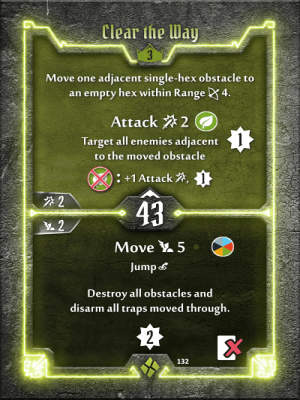 Clear the Way
3
Move one adjacent single-hex obstacle to
an empty hex within Range 4.
Attack 2
Target all enemies adjacent
to the moved obstacle
1
: +1 Attack, 1
2
43
2
Move 5
Jump
Destroy all obstacles and
disarm all traps moved through.
2
132